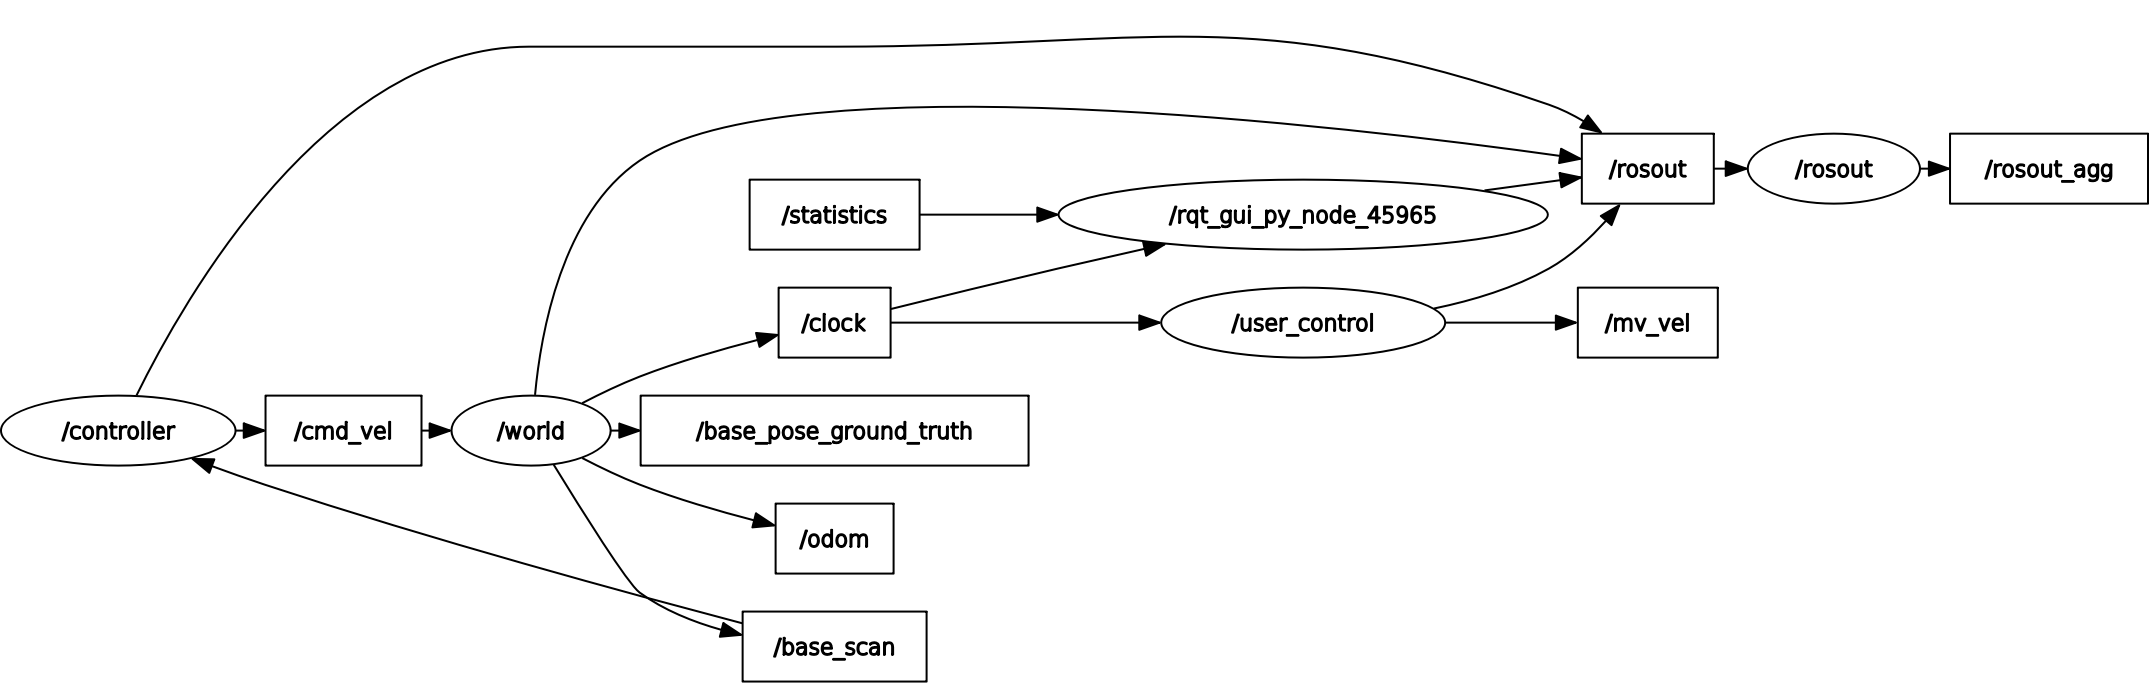 /rosout
/rosout
/rosout_agg
/statistics
/rqt_gui_py_node_45965
/clock
/user_control
/mv_vel
/controller
/cmd_vel
/world
/base_pose_ground_truth
/odom
/base_scan